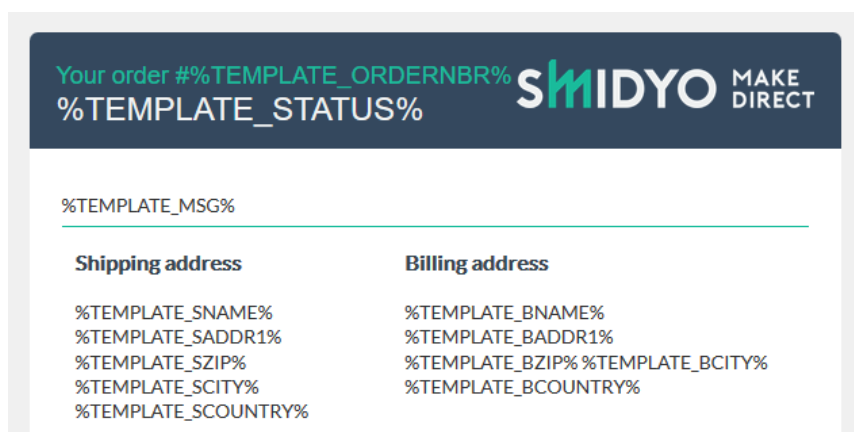 Your order #%TEMPLATE_ORDERNBR%
%TEMPLATE_STATUS%
SMIDYO MAKE DIRECT
%TEMPLATE_MSG%
Shipping address
%TEMPLATE_SNAME%
%TEMPLATE_SADDR1%
%TEMPLATE_SZIP%
%TEMPLATE_SCITY%
%TEMPLATE_SCOUNTRY%
Billing address
%TEMPLATE_BNAME%
%TEMPLATE_BADDR1%
%TEMPLATE_BZIP% %TEMPLATE_BCITY%
%TEMPLATE_BCOUNTRY%